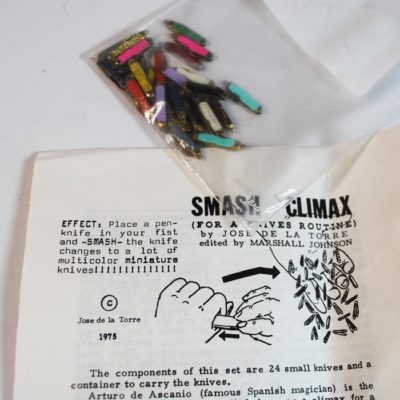 SMASH CLIMAX
(FOR A KNIVES ROUTINE)
by JOSE DE LA TORRE
edited by MARSHALL JOHNSON
EFFECT: Place a pen-
knife in your fist
and -SMASH- the knife
changes to a lot of
multicolor miniature
knives!!!!!!!!!!!!!!
©
Jose de la Torre
1975
The components of this set are 24 small knives and a
container to carry the knives.
Arturo de Ascanio (famous Spanish magician) is the
climax for a